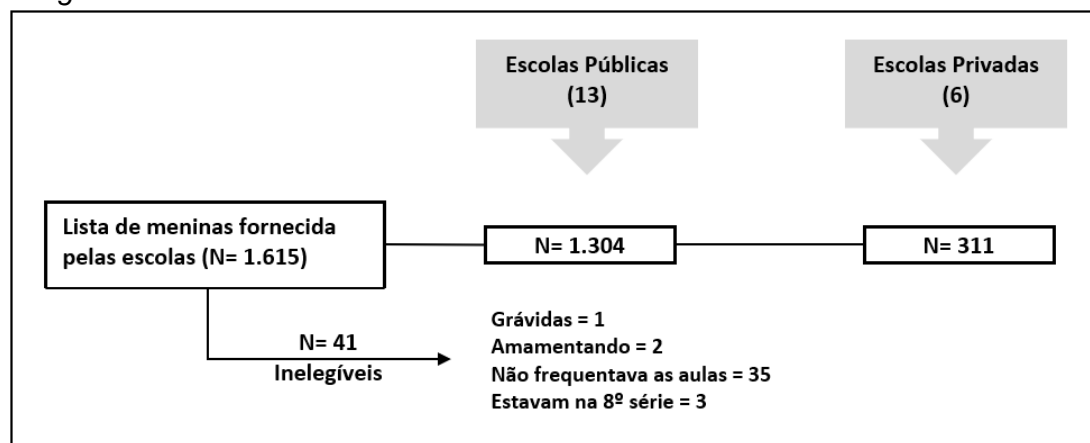 Escolas Públicas
(13)
Escolas Privadas
(6)
Lista de meninas fornecida
pelas escolas (N= 1.615)
N= 1.304
N= 311
N= 41
Inelegíveis
Grávidas = 1
Amamentando = 2
Não frequentava as aulas = 35
Estavam na 8º série = 3